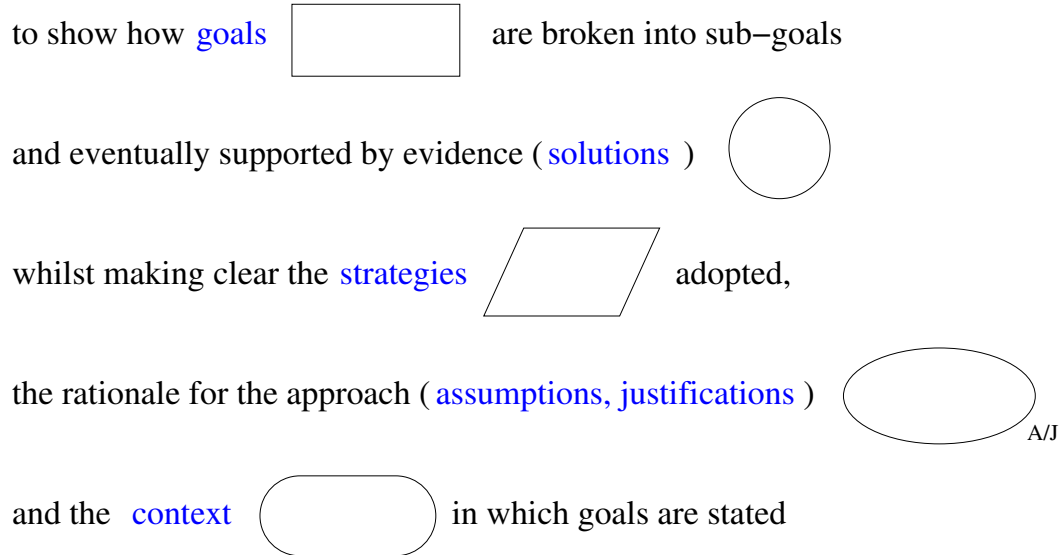 to show how goals are broken into sub−goals
and eventually supported by evidence ( solutions )
whilst making clear the strategies adopted,
the rationale for the approach ( assumptions, justifications )
A/J
and the context in which goals are stated